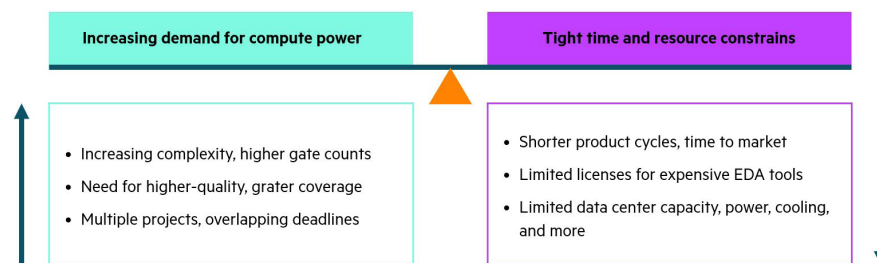 Increasing demand for compute power
Tight time and resource constrains
• Increasing complexity, higher gate counts
• Need for higher-quality, grater coverage
• Multiple projects, overlapping deadlines
• Shorter product cycles, time to market
• Limited licenses for expensive EDA tools
• Limited data center capacity, power, cooling,
and more